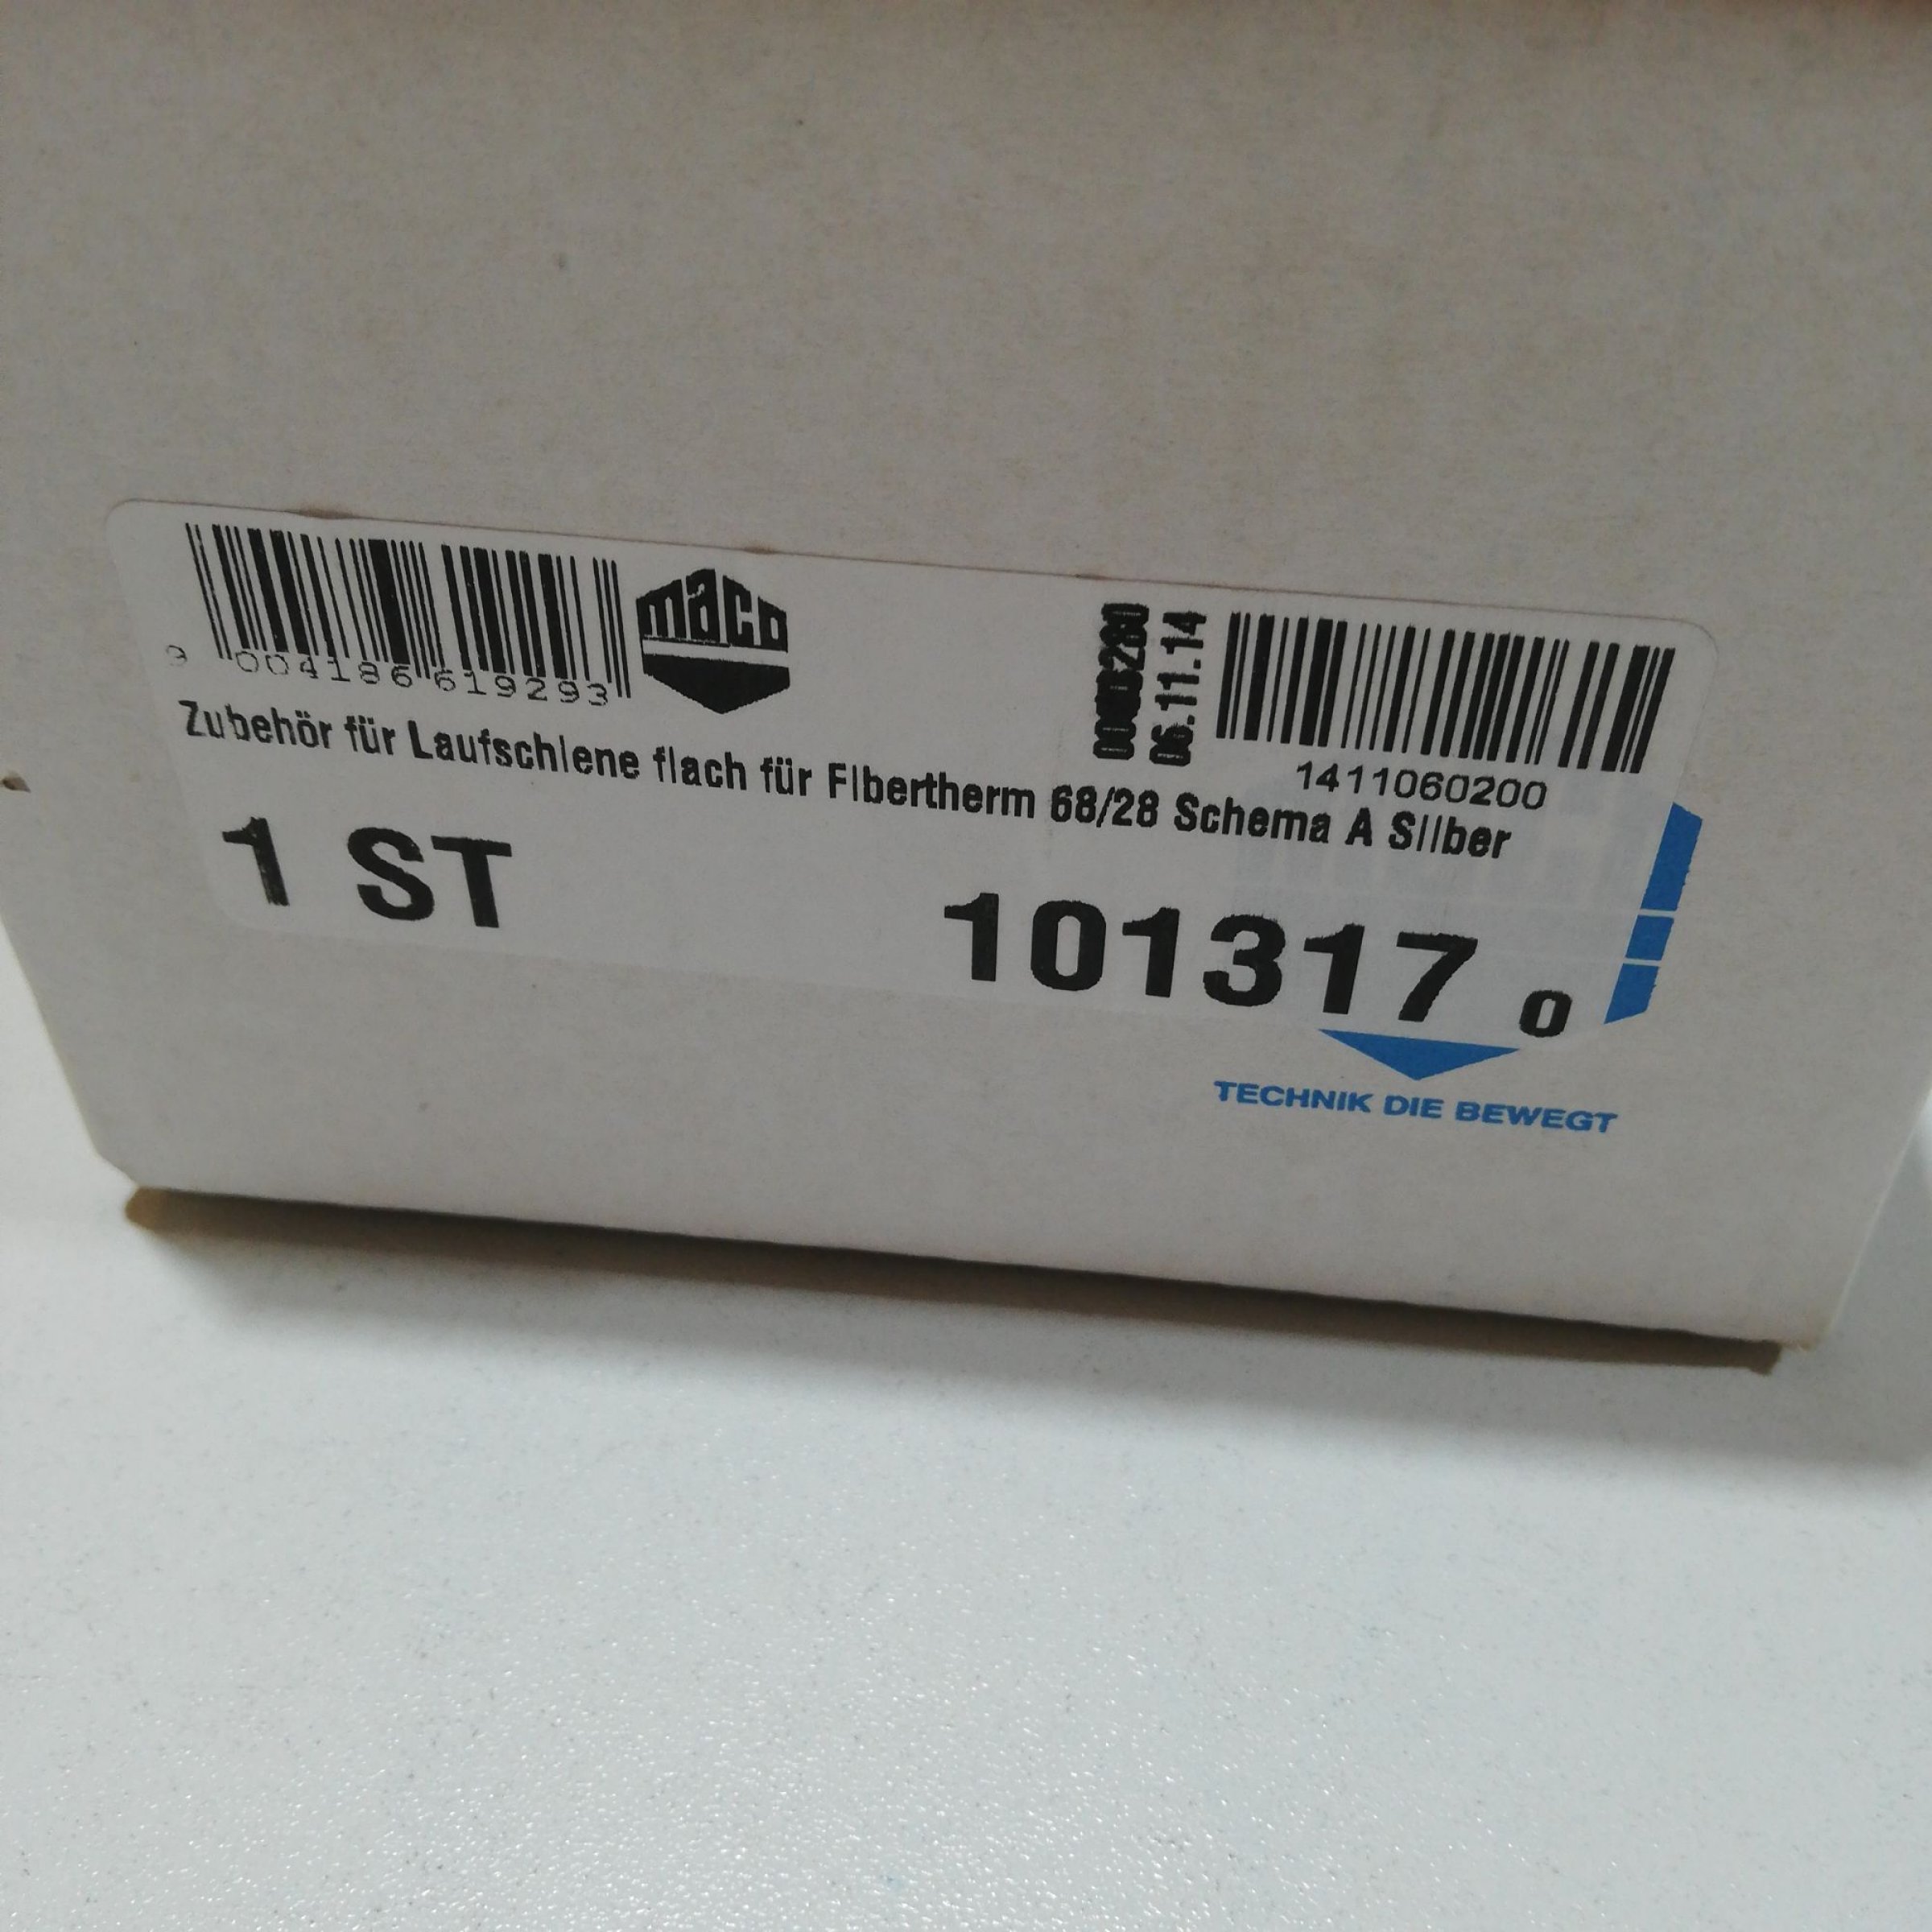 9 004186 619293
maco
06.11.14
1411060200
Zubehör für Laufschiene flach für Fibertherm 68/28 Schema A Silber
1 ST
101317 0
TECHNIK DIE BEWEGT